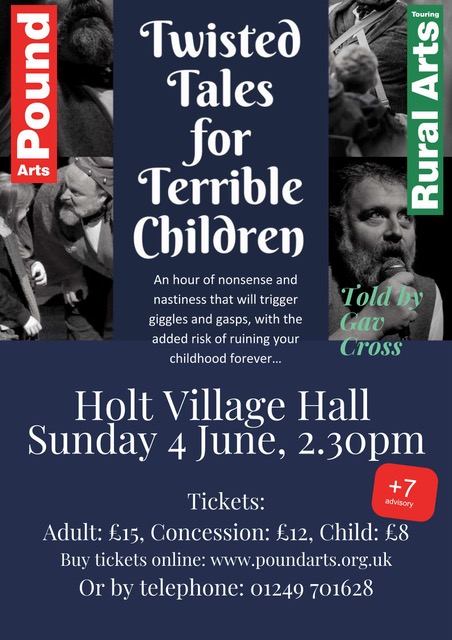 Pound
Arts
Touring
Rural Arts
Twisted
Tales
for
Terrible
Children
An hour of nonsense and
nastiness that will trigger
giggles and gasps, with the
added risk of ruining your
childhood forever...
Told by
Gav
Cross
Holt Village Hall
Sunday 4 June, 2.30pm
+7
advisory
Tickets:
Adult: £15, Concession: £12, Child: £8
Buy tickets online: www.poundarts.org.uk
Or by telephone: 01249 701628